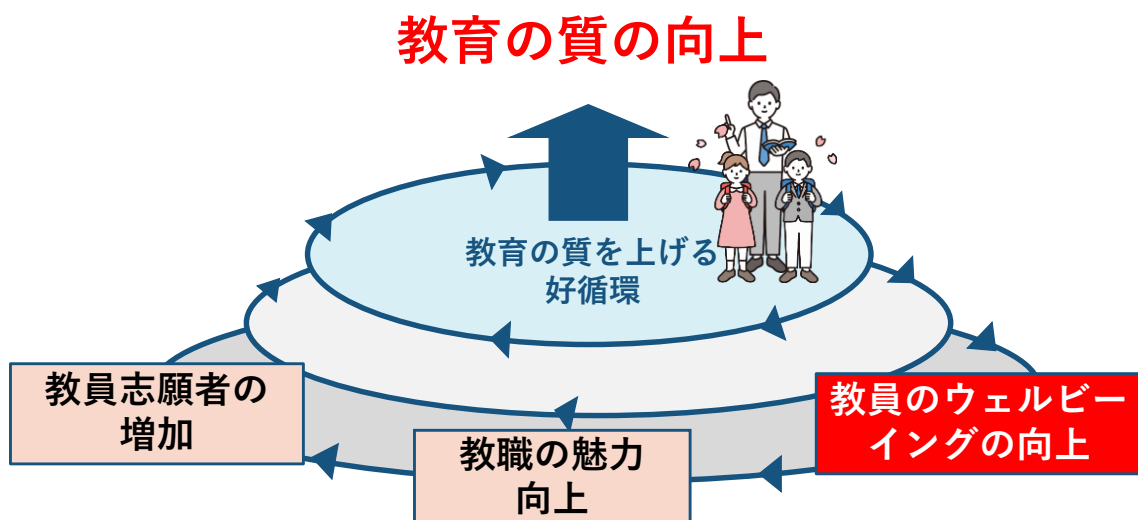 教育の質の向上
教育の質を上げる
好循環
教員志願者の
増加
教職の魅力
向上
教員のウェルビー
イングの向上